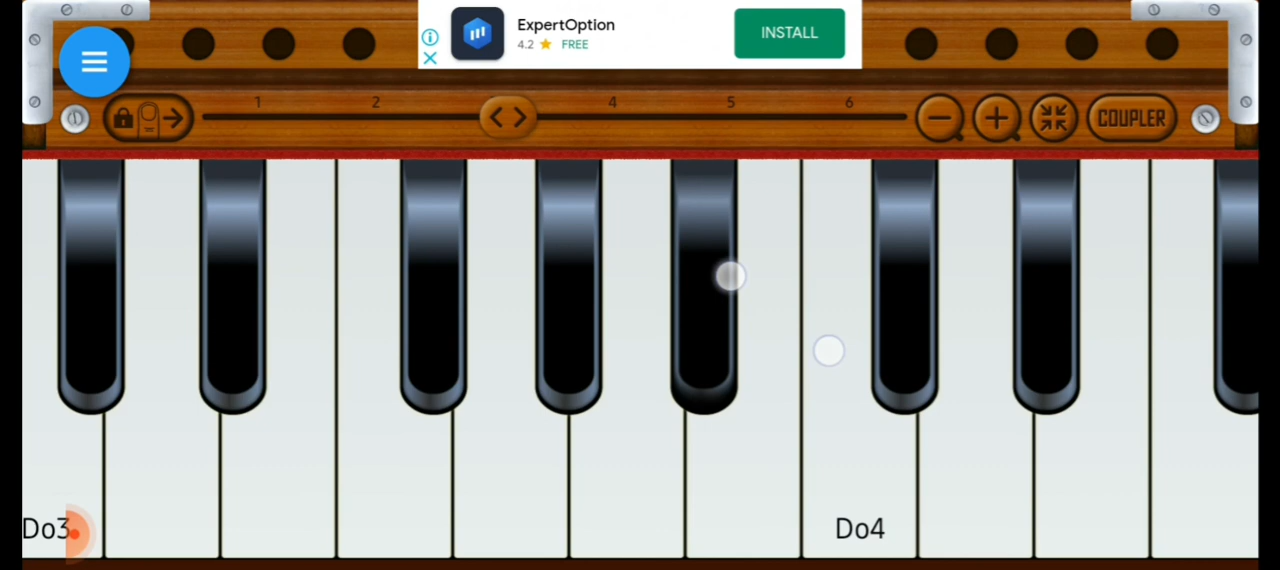 ExpertOption
4.2 ★ FREE
INSTALL
1 2 4 5 6
COUPLER
Do3 Do4